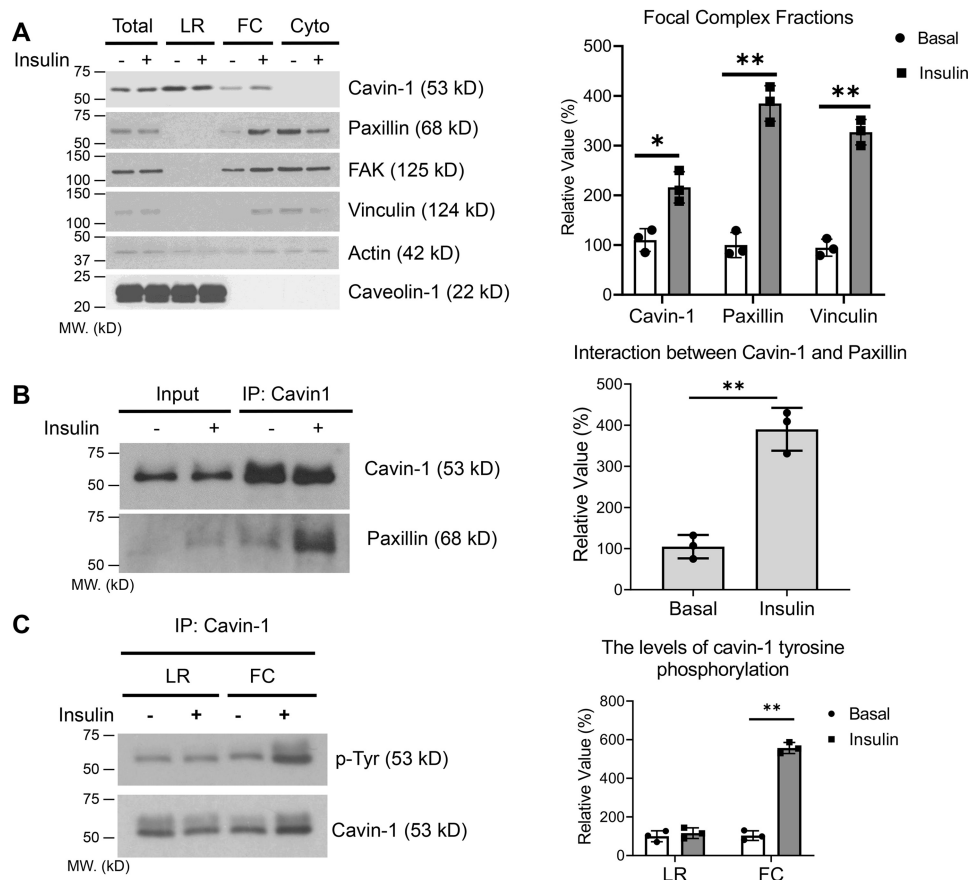 A
Total LR FC Cyto
Insulin - + - + - + - +
75
50
Cavin-1 (53 kD)
75
50
Paxillin (68 kD)
150
100
FAK (125 kD)
150
100
Vinculin (124 kD)
50
37
Actin (42 kD)
25
20
Caveolin-1 (22 kD)
MW. (kD)
Focal Complex Fractions
Relative Value (%)
500
400
300
200
100
0
* ** **
Cavin-1 Paxillin Vinculin
Basal
Insulin
B
Input IP: Cavin1
Insulin - + - +
75
50
Cavin-1 (53 kD)
75
50
Paxillin (68 kD)
MW. (kD)
Interaction between Cavin-1 and Paxillin
Relative Value (%)
500
400
300
200
100
0
**
Basal Insulin
C
IP: Cavin-1
LR FC
Insulin - + - +
75
50
p-Tyr (53 kD)
75
50
Cavin-1 (53 kD)
MW. (kD)
The levels of cavin-1 tyrosine
phosphorylation
Relative Value (%)
800
600
400
200
0
**
LR FC
Basal
Insulin